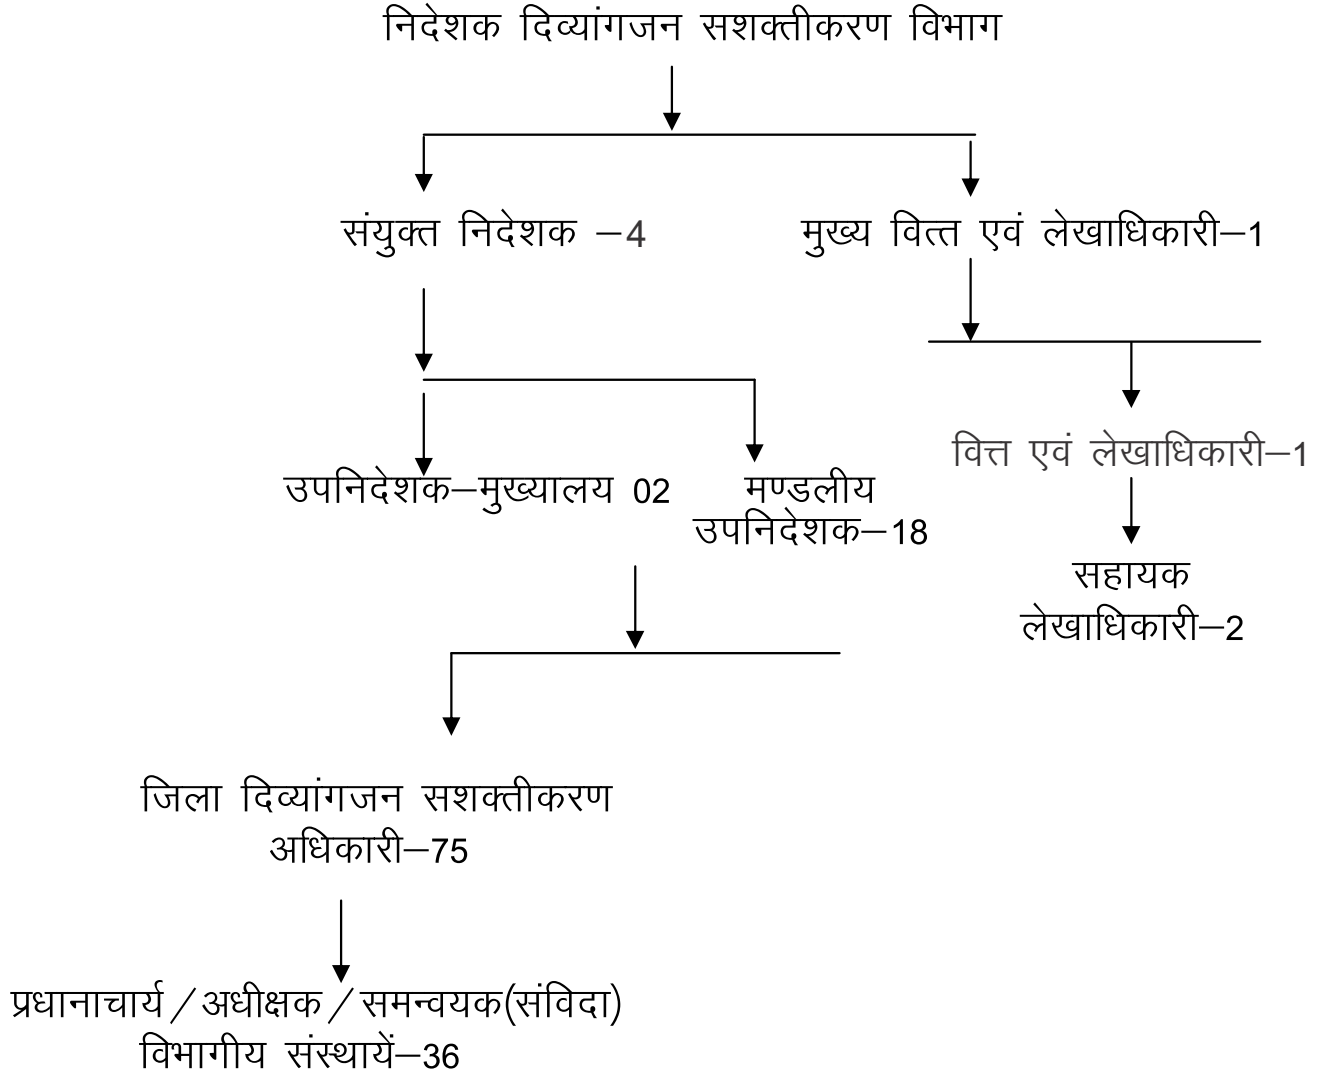 निदेशक दिव्यांगजन सशक्तीकरण विभाग
संयुक्त निदेशक –4
मुख्य वित्त एवं लेखाधिकारी–1
वित्त एवं लेखाधिकारी–1
उपनिदेशक–मुख्यालय 02
मण्डलीय
उपनिदेशक–18
सहायक
लेखाधिकारी–2
जिला दिव्यांगजन सशक्तीकरण
अधिकारी–75
प्रधानाचार्य / अधीक्षक / समन्वयक(संविदा)
विभागीय संस्थायें–36